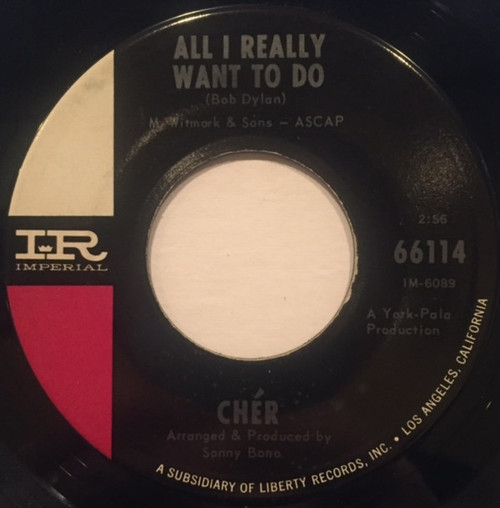 ALL I REALLY
WANT TO DO
(Bob Dylan)
M. Witmark & Sons – ASCAP
2:56
66114
IM-6089
IR
IMPERIAL
A York-Pala
Production
CHÉR
Arranged & Produced by
Sonny Bono
A SUBSIDIARY OF LIBERTY RECORDS, INC. • LOS ANGELES, CALIFORNIA